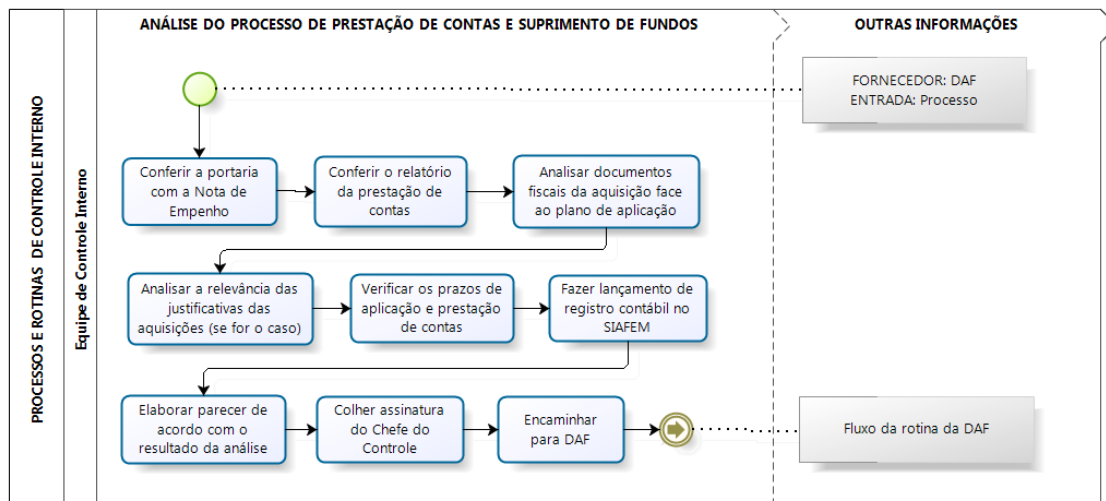 ANÁLISE DO PROCESSO DE PRESTAÇÃO DE CONTAS E SUPRIMENTO DE FUNDOS
OUTRAS INFORMAÇÕES
PROCESSOS E ROTINAS DE CONTROLE INTERNO
Equipe de Controle Interno
FORNECEDOR: DAF
ENTRADA: Processo
Conferir a portaria
com a Nota de
Empenho
Conferir o relatório
da prestação de
contas
Analisar documentos
fiscais da aquisição face
ao plano de aplicação
Analisar a relevância das
justificativas das
aquisições (se for o caso)
Verificar os prazos de
aplicação e prestação
de contas
Fazer lançamento de
registro contábil no
SIAFEM
Elaborar parecer de
acordo com o
resultado da análise
Colher assinatura
do Chefe do
Controle
Encaminhar
para DAF
Fluxo da rotina da DAF